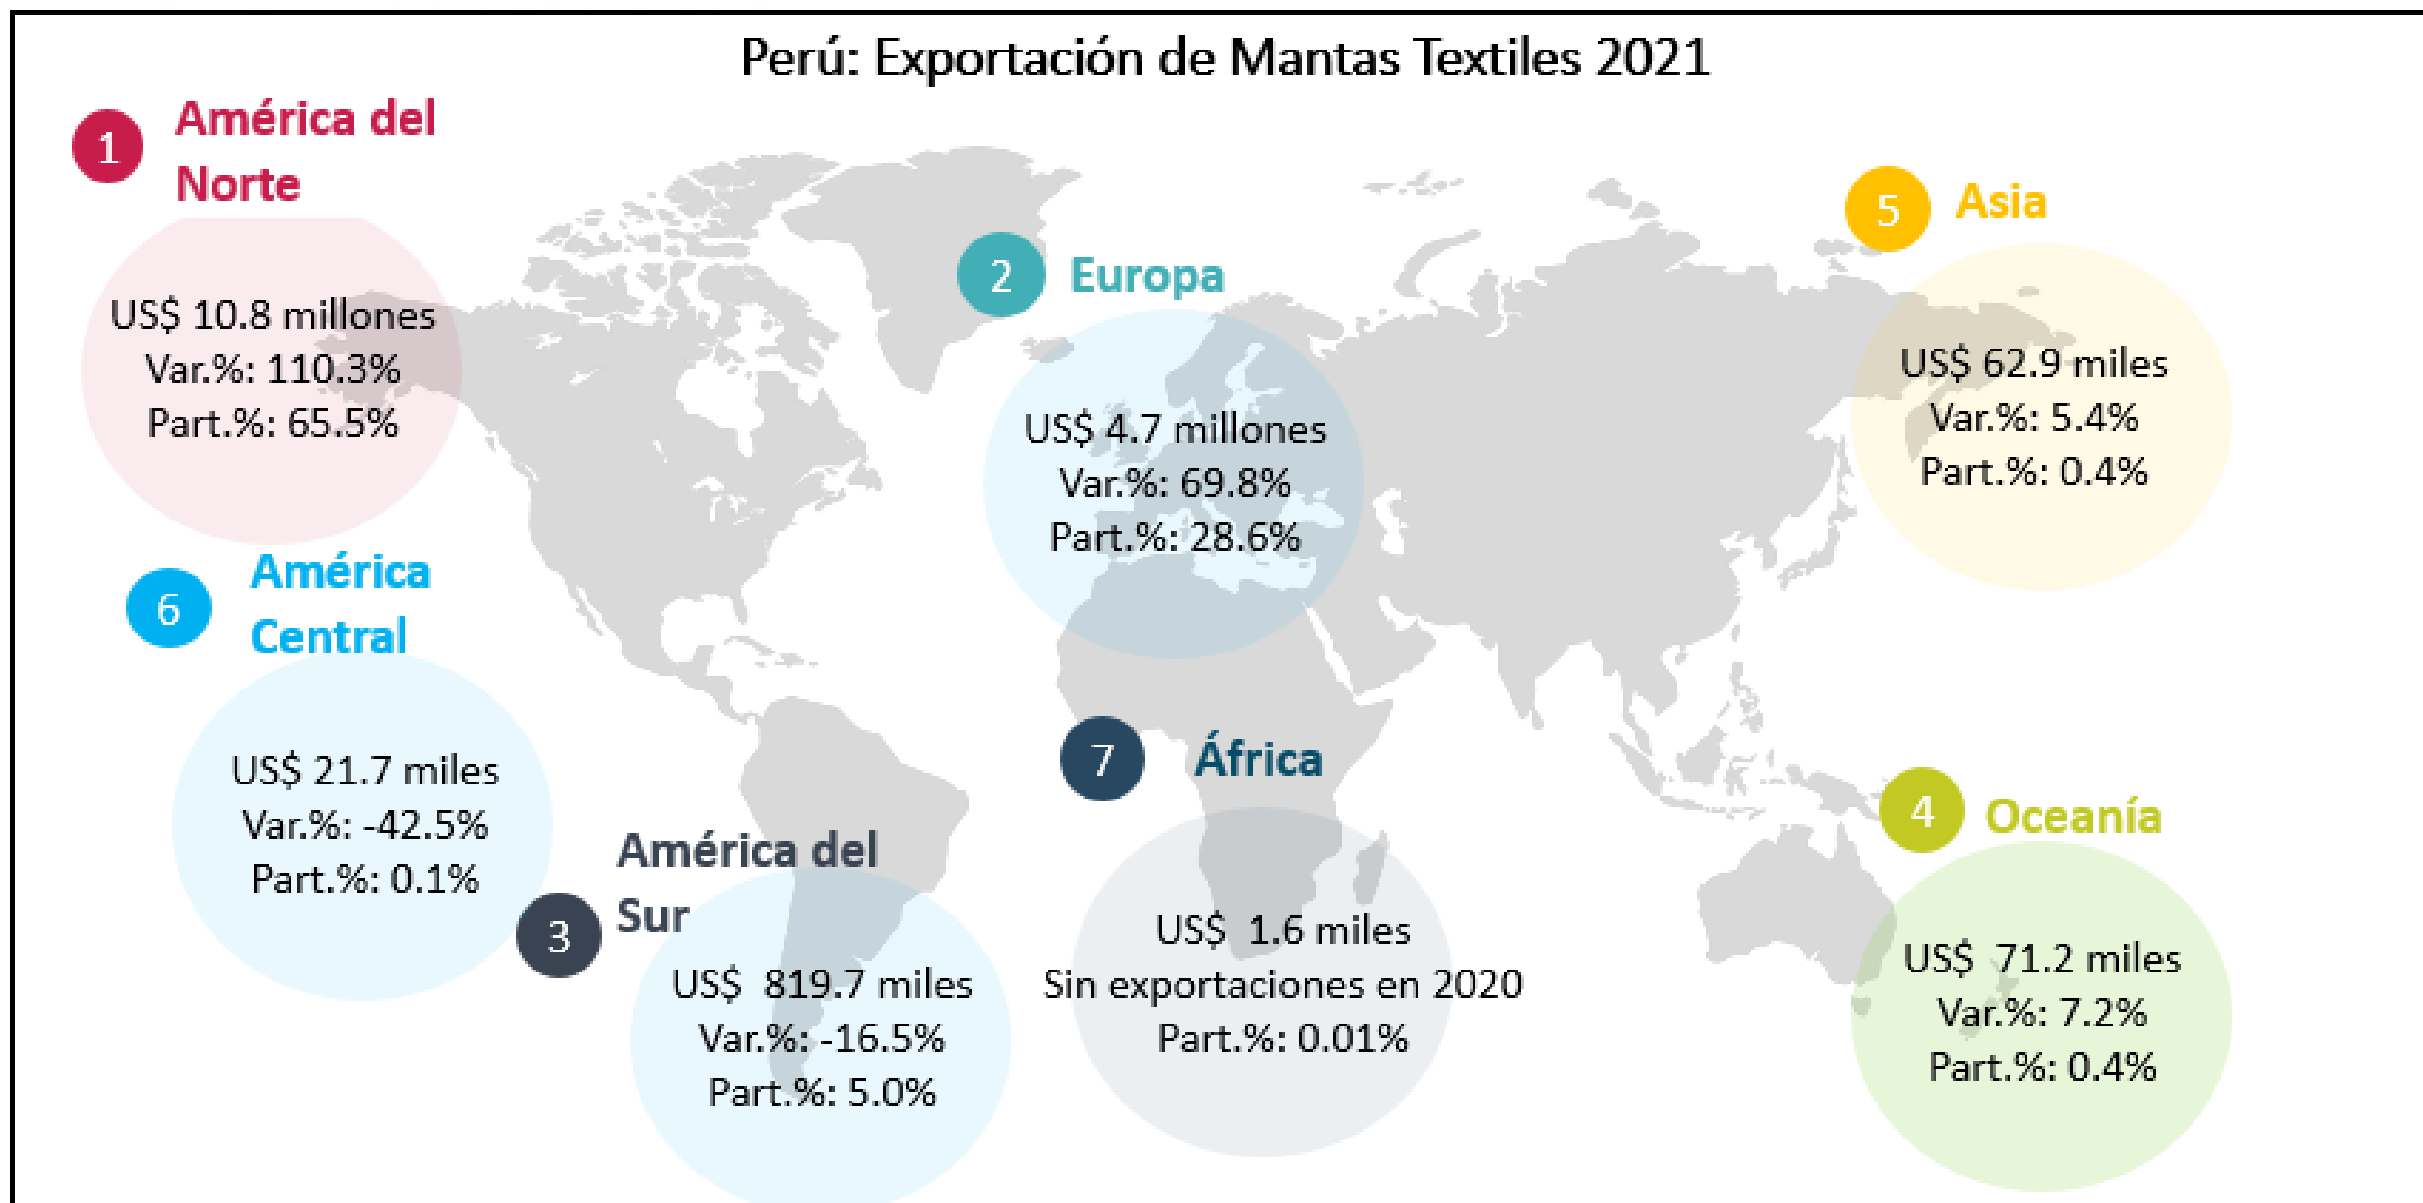 Perú: Exportación de Mantas Textiles 2021
1
América del
Norte
US$ 10.8 millones
Var.%: 110.3%
Part.%: 65.5%
2
Europa
US$ 4.7 millones
Var.%: 69.8%
Part.%: 28.6%
5
Asia
US$ 62.9 miles
Var.%: 5.4%
Part.%: 0.4%
6
América
Central
US$ 21.7 miles
Var.%: -42.5%
Part.%: 0.1%
3
América del
Sur
US$ 819.7 miles
Var.%: -16.5%
Part.%: 5.0%
7
África
US$ 1.6 miles
Sin exportaciones en 2020
Part.%: 0.01%
4
Oceanía
US$ 71.2 miles
Var.%: 7.2%
Part.%: 0.4%